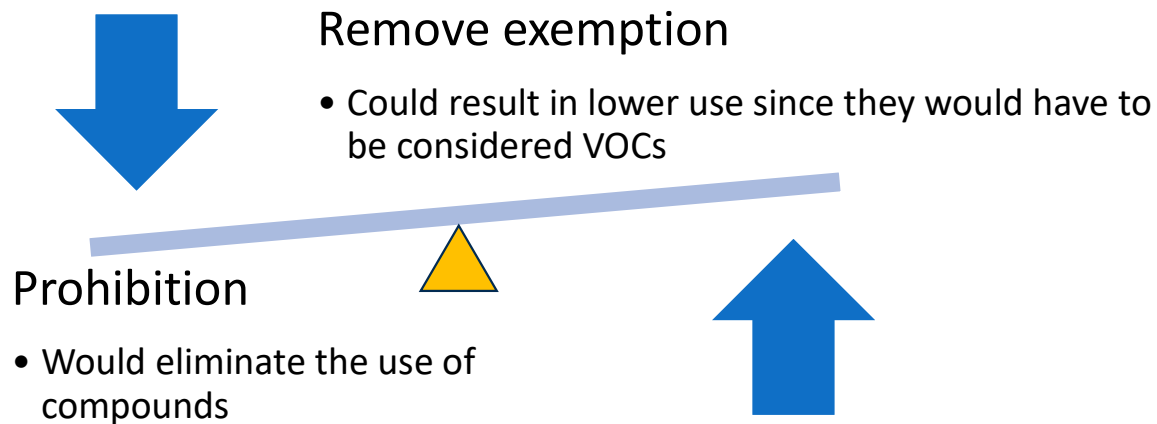 Remove exemption
• Could result in lower use since they would have to
be considered VOCs
Prohibition
• Would eliminate the use of
compounds